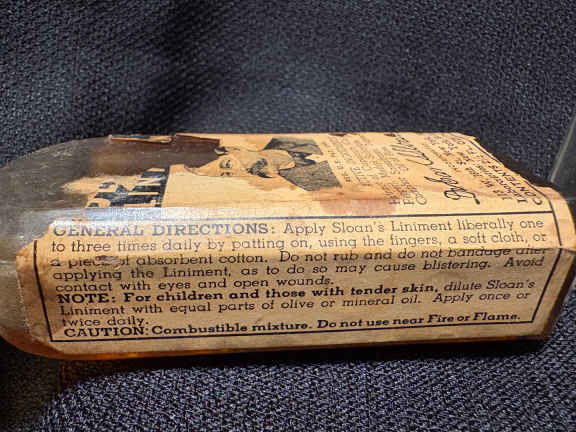 GENERAL DIRECTIONS: Apply Sloan's Liniment liberally one
to three times daily by patting on, using the fingers, a soft cloth, or
a piece of absorbent cotton. Do not rub and do not bandage after
applying the Liniment, as to do so may cause blistering. Avoid
contact with eyes and open wounds.
NOTE: For children and those with tender skin, dilute Sloan's
Liniment with equal parts of olive or mineral oil. Apply once or
twice daily.
CAUTION: Combustible mixture. Do not use near Fire or Flame.